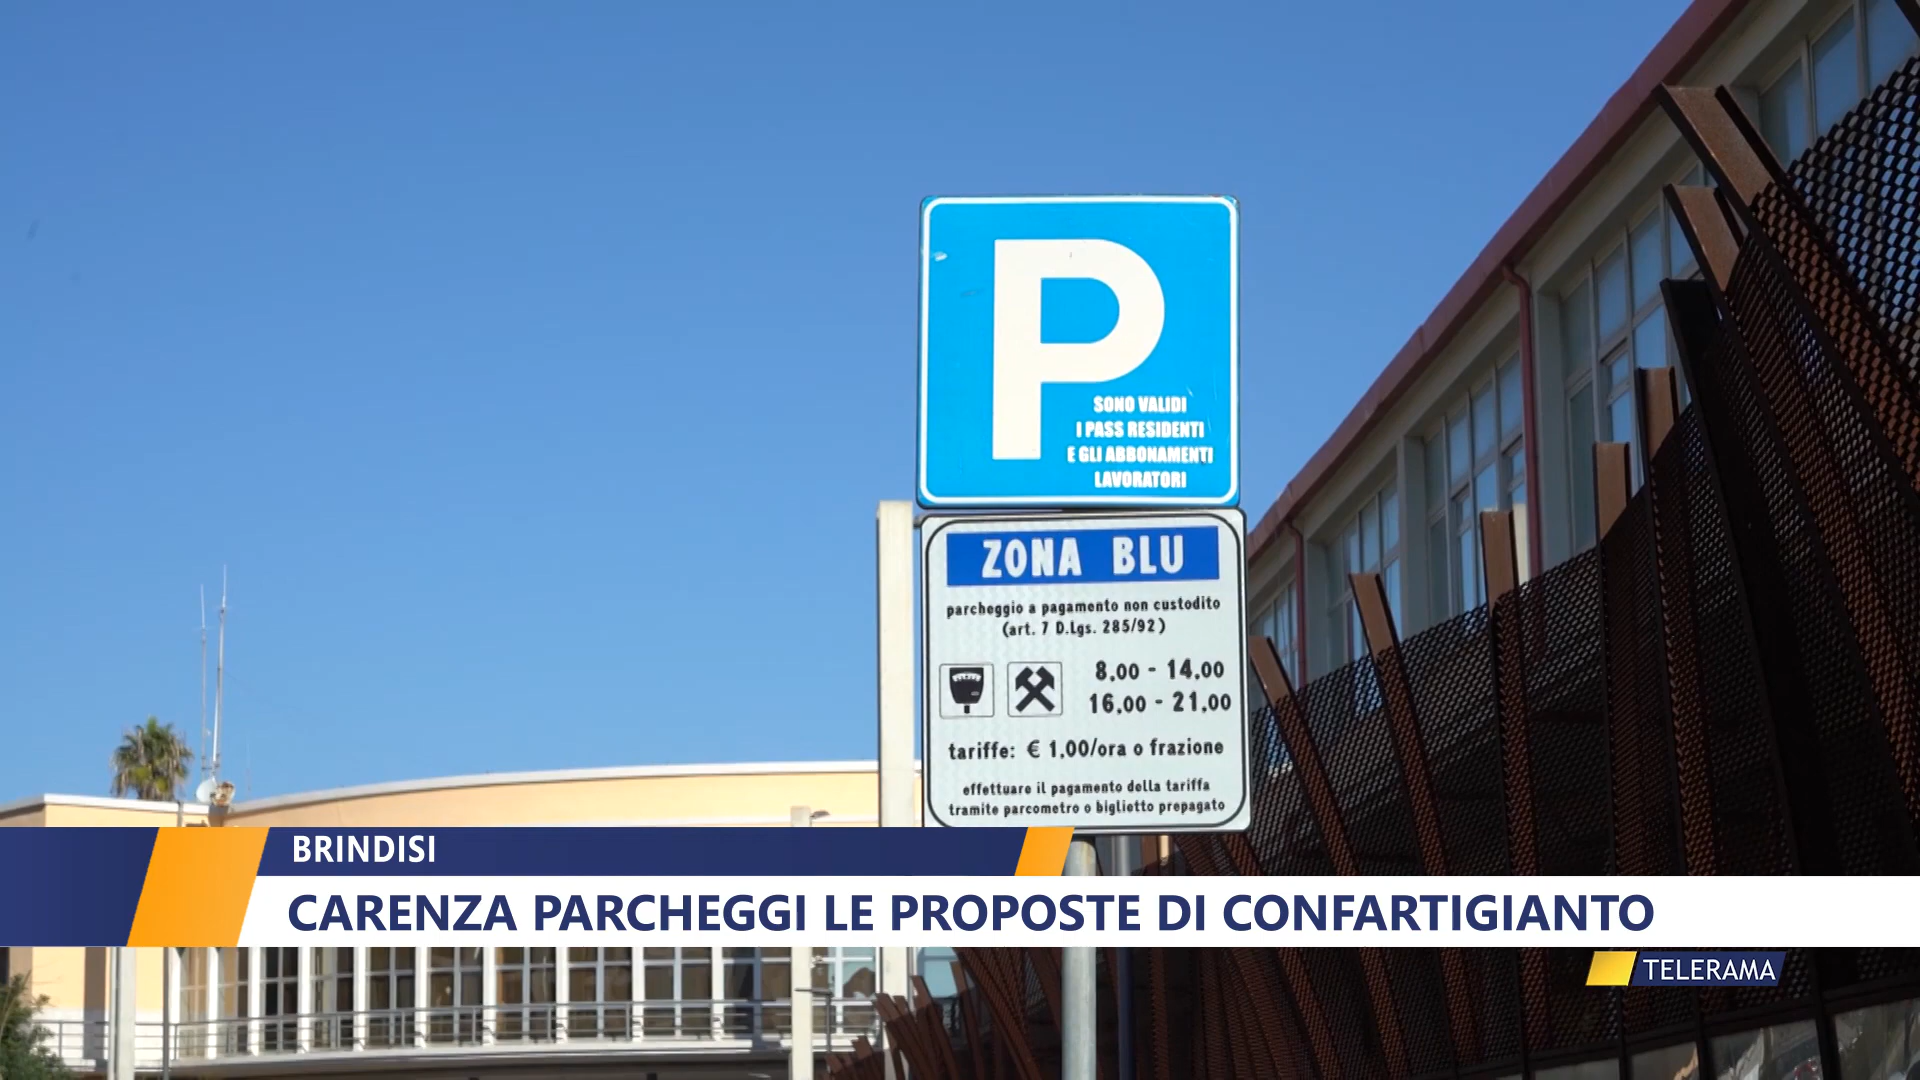 P
SONO VALIDI
I PASS RESIDENTI
E GLI ABBONAMENTI
LAVORATORI
ZONA BLU
parcheggio a pagamento non custodito
(art. 7 D.Lgs. 285/92)
8.00 - 14.00
16.00 - 21.00
tariffe: € 1.00/ora o frazione
effettuare il pagamento della tariffa
tramite parcometro o biglietto prepagato
BRINDISI
CARENZA PARCHEGGI LE PROPOSTE DI CONFARTIGIANTO
TELERAMA